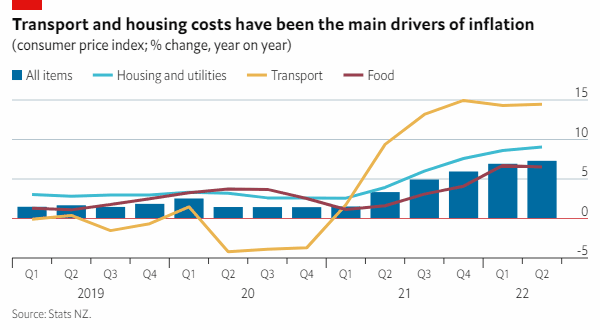 Transport and housing costs have been the main drivers of inflation
(consumer price index; % change, year on year)
All items Housing and utilities Transport Food
15
10
5
0
-5
Q1 Q2 Q3 Q4 Q1 Q2 Q3 Q4 Q1 Q2 Q3 Q4 Q1 Q2
2019 20 21 22
Source: Stats NZ.